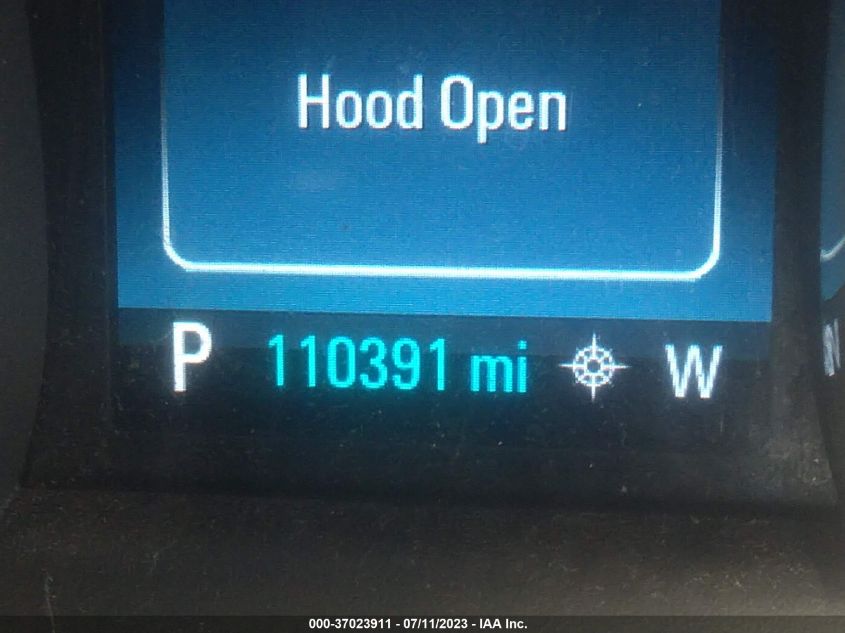 Hood Open
P 110391 mi W
000-37023911 - 07/11/2023 - IAA Inc.